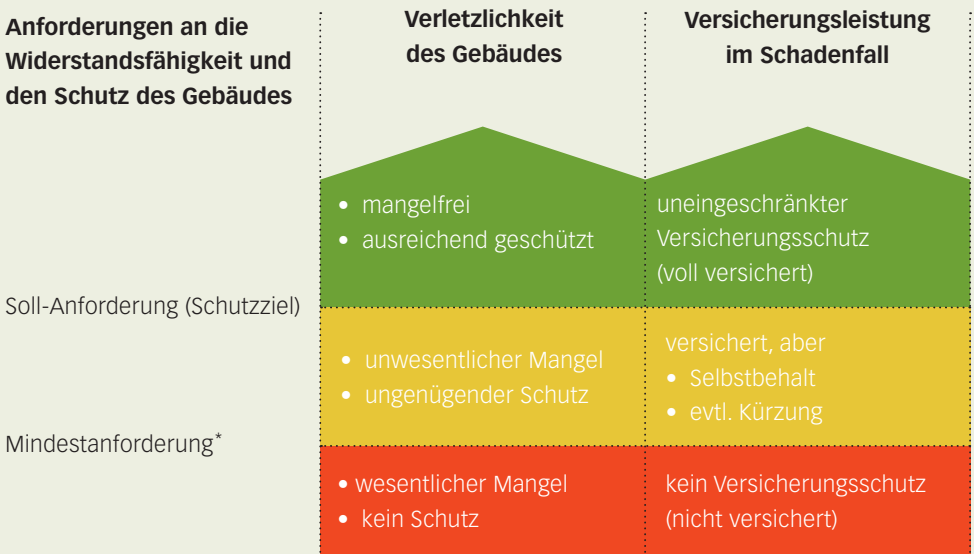 Anforderungen an die
Widerstandsfähigkeit und
den Schutz des Gebäudes
Verletzlichkeit
des Gebäudes
Versicherungsleistung
im Schadenfall
• mangelfrei
• ausreichend geschützt
uneingeschränkter
Versicherungsschutz
(voll versichert)
Soll-Anforderung (Schutzziel)
• unwesentlicher Mangel
• ungenügender Schutz
versichert, aber
• Selbstbehalt
• evtl. Kürzung
Mindestanforderung*
• wesentlicher Mangel
• kein Schutz
kein Versicherungsschutz
(nicht versichert)